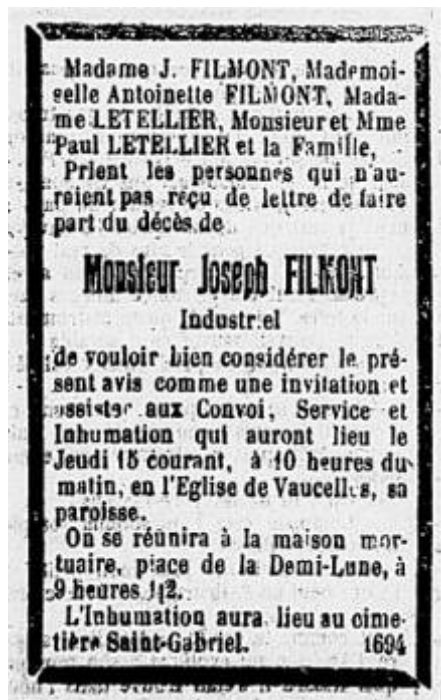 Madame J. FILMONT, Mademoi-
selle Antoinette FILMONT, Mada-
me LETELLIER, Monsieur et Mme
Paul LETELLIER et la Famille,
Prient les personnes qui n'au-
roient pas reçu de lettre de faire
part du décès de
Monsieur Joseph FILMONT
Industriel
de vouloir bien considérer le pré-
sent avis comme une invitation et
assister aux Convoi, Service et
Inhumation qui auront lieu le
Jeudi 15 courant, à 10 heures du
matin, en l'Eglise de Vaucelles, sa
paroisse.
On se réunira à la maison mor-
tuaire, place de la Demi-Lune, à
9 heures 1/2.
L'Inhumation aura lieu au cime-
tière Saint-Gabriel. 1694